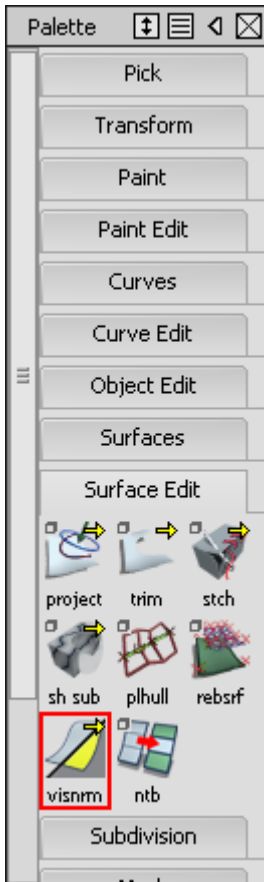 Palette
Pick
Transform
Paint
Paint Edit
Curves
Curve Edit
Object Edit
Surfaces
Surface Edit
project trim stch
sh sub plhull rebsrf
visnrm ntb
Subdivision